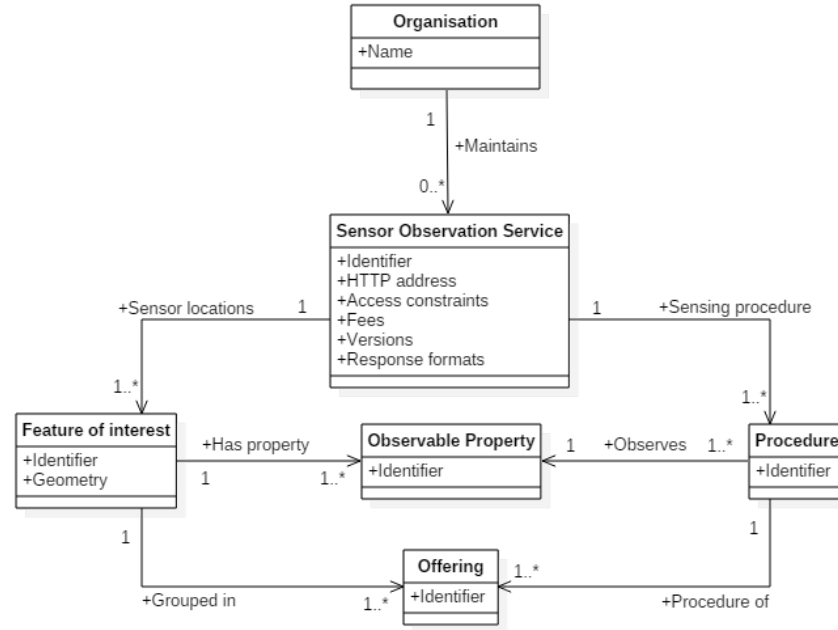 Organisation
+Name
1
+Maintains
0..*
Sensor Observation Service
+Identifier
+HTTP address
+Access constraints
+Fees
+Versions
+Response formats
+Sensor locations
1
1
+Sensing procedure
1..*
1..*
Feature of interest
+Identifier
+Geometry
+Has property
1
1..*
Observable Property
+Identifier
1
+Observes
1..*
Procedure
+Identifier
1
1
Offering
+Identifier
+Grouped in
1..*
1..*
+Procedure of